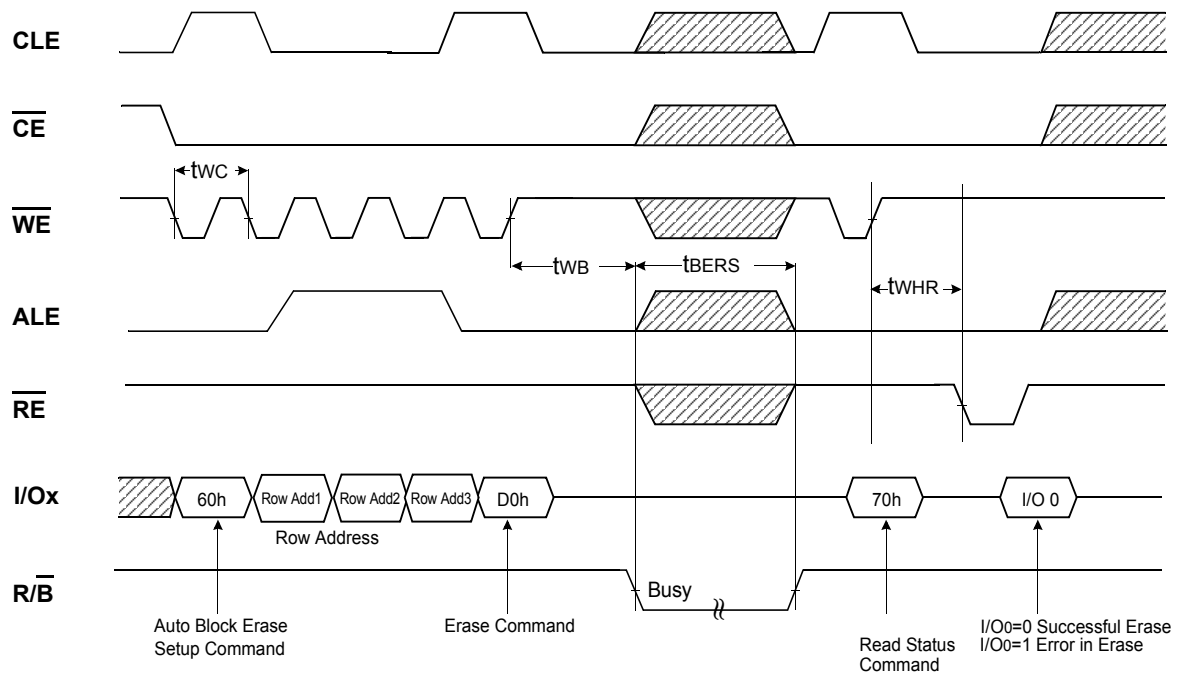 CLE
CE
tWC
WE
tWB
tBERS
tWHR
ALE
RE
I/Ox
60h
Row Add1
Row Add2
Row Add3
D0h
70h
I/O 0
Row Address
R/B
Busy
Auto Block Erase
Setup Command
Erase Command
Read Status
Command
I/O0=0 Successful Erase
I/O0=1 Error in Erase